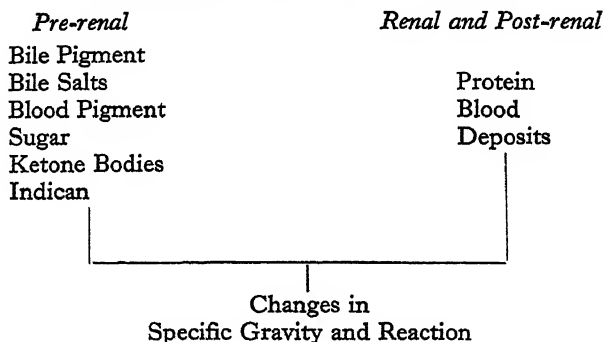 Pre-renal
Renal and Post-renal
Bile Pigment
Bile Salts
Blood Pigment
Sugar
Ketone Bodies
Indican
Protein
Blood
Deposits
Changes in
Specific Gravity and Reaction